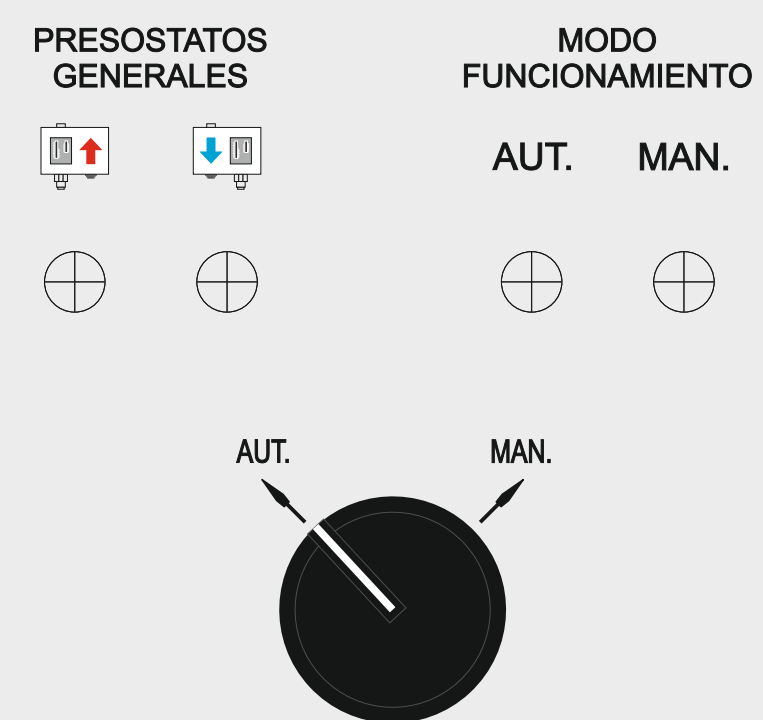 PRESOSTATOS
GENERALES
MODO
FUNCIONAMIENTO
AUT. MAN.
AUT. MAN.